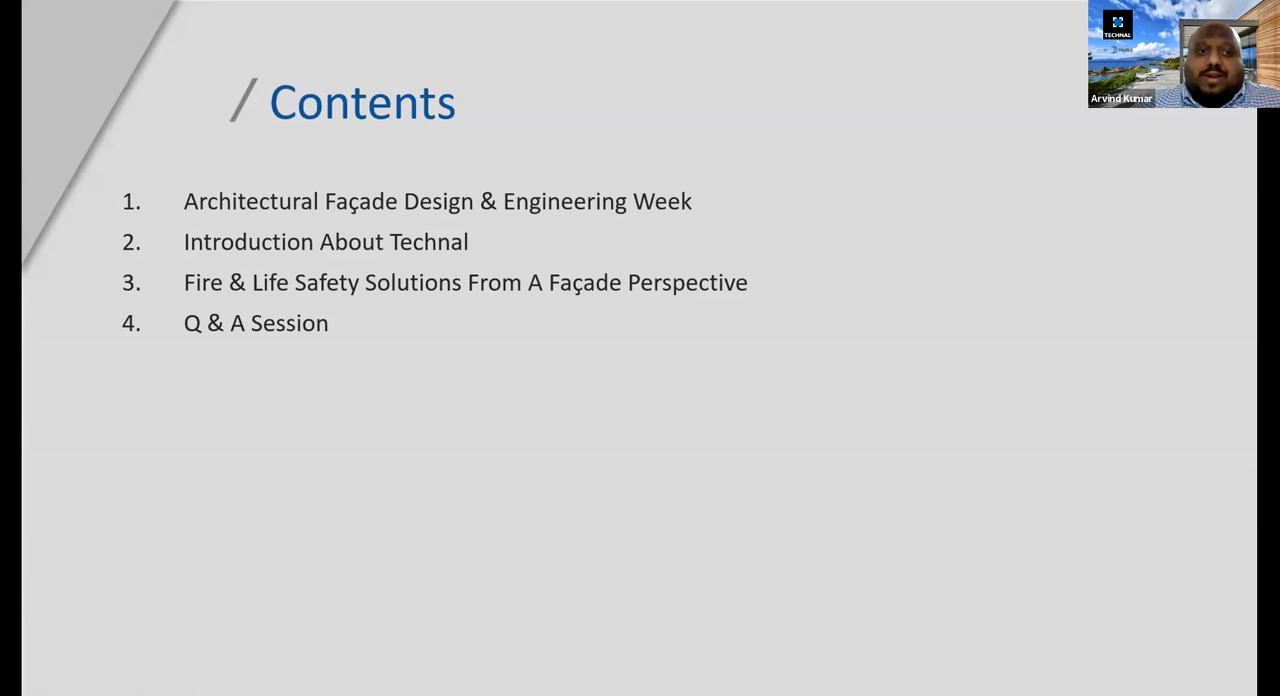 / Contents
1. Architectural Façade Design & Engineering Week
2. Introduction About Technal
3. Fire & Life Safety Solutions From A Façade Perspective
4. Q & A Session
TECHNAL
Hydro
Arvind Kumar